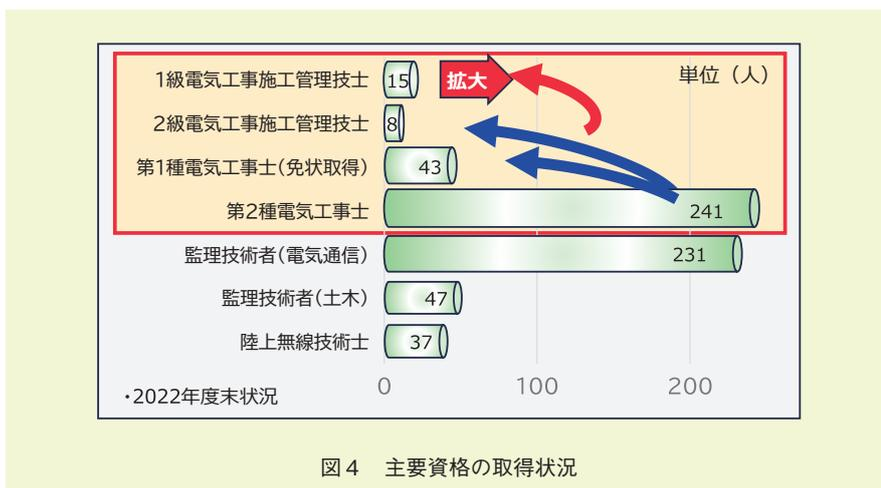 単位（人）
1級電気工事施工管理技士 15 拡大
2級電気工事施工管理技士 8
第1種電気工事士（免状取得） 43
第2種電気工事士 241
監理技術者（電気通信） 231
監理技術者（土木） 47
陸上無線技術士 37
0 100 200
・2022年度末状況
図４　主要資格の取得状況